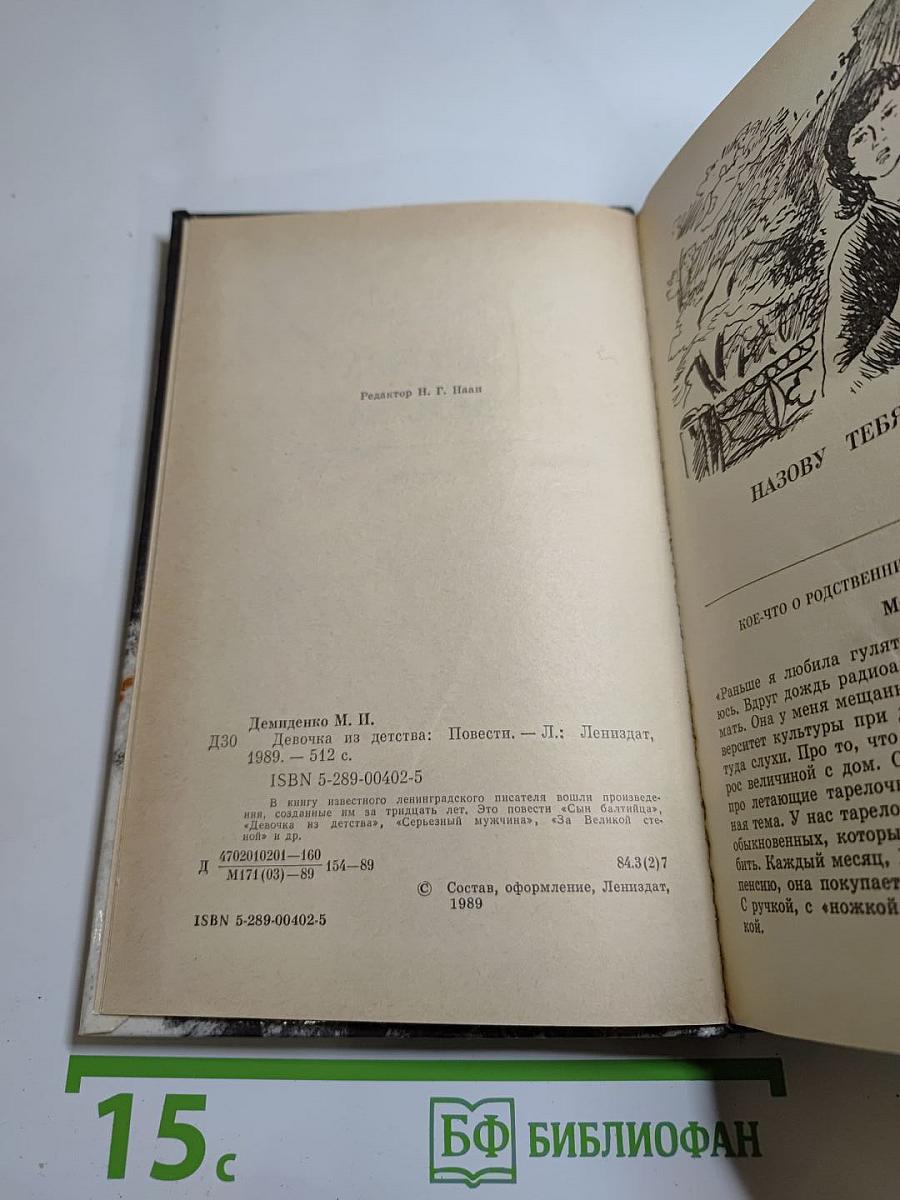 Редактор Н. Г. Наан
Демиденко М. И.
Д30 Девочка из детства: Повести. — Л.: Лениздат,
1989. — 512 с.
ISBN 5-289-00402-5
В книгу известного ленинградского писателя вошли произведе-
ния, созданные им за тридцать лет. Это повести «Сын балтийца»,
«Девочка из детства», «Серьезный мужчина», «За Великой сте-
ной» и др.
Д 4702010201—160
М171(03)—89 154—89 84.3(2)7
© Состав, оформление, Лениздат,
1989
ISBN 5-289-00402-5
НАЗОВУ ТЕБЯ
КОЕ-ЧТО О РОДСТВЕННИ
«Раньше я любила гулят
юсь. Вдруг дождь радиоа
мать. Она у меня мещань
верситет культуры при
туда слухи. Про то, что
рос величиной с дом. С
про летающие тарелочк
ная тема. У нас тарело
обыкновенных, которы
бить. Каждый месяц,
пенсию, она покупает
С ручкой, с «ножкой
кой.
15 с
БФ БИБЛИОФАН